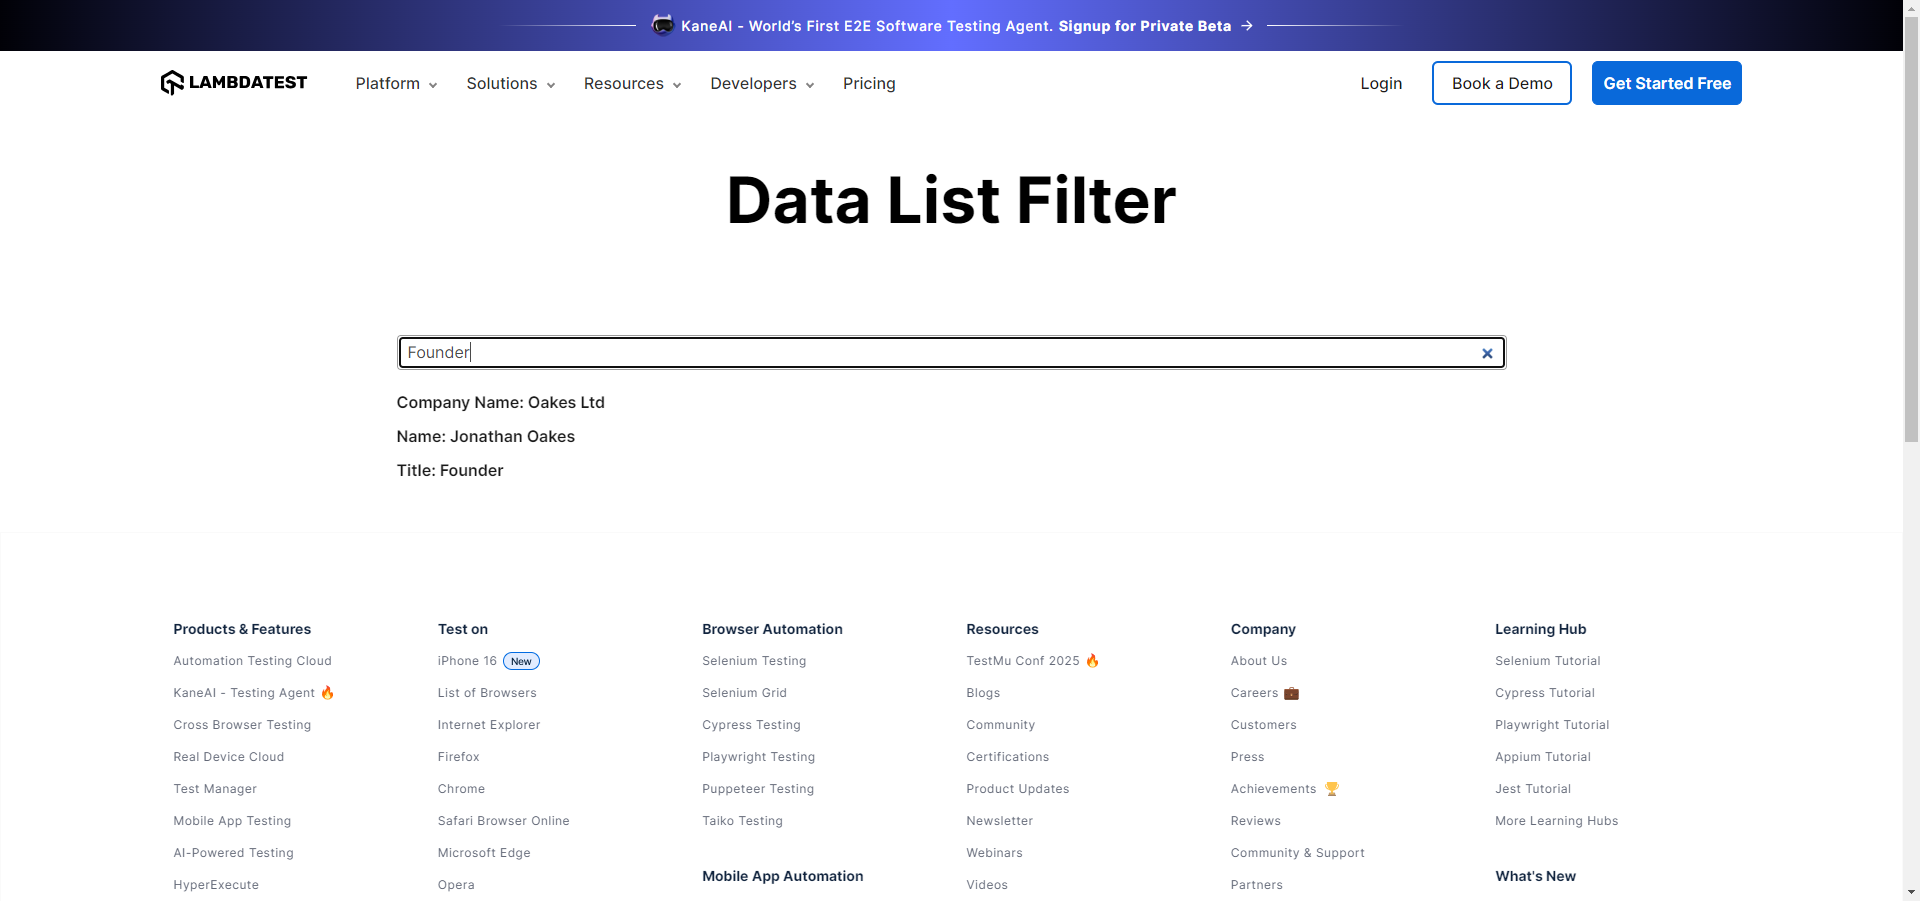 KaneAI - World's First E2E Software Testing Agent. Signup for Private Beta →
LAMBDATEST Platform Solutions Resources Developers Pricing Login Book a Demo Get Started Free
Data List Filter
Founder
Company Name: Oakes Ltd
Name: Jonathan Oakes
Title: Founder
Products & Features
Automation Testing Cloud
KaneAI - Testing Agent 🔥
Cross Browser Testing
Real Device Cloud
Test Manager
Mobile App Testing
AI-Powered Testing
HyperExecute
Test on
iPhone 16 New
List of Browsers
Internet Explorer
Firefox
Chrome
Safari Browser Online
Microsoft Edge
Opera
Browser Automation
Selenium Testing
Selenium Grid
Cypress Testing
Playwright Testing
Puppeteer Testing
Taiko Testing
Mobile App Automation
Resources
TestMu Conf 2025 🔥
Blogs
Community
Certifications
Product Updates
Newsletter
Webinars
Videos
Company
About Us
Careers 💼
Customers
Press
Achievements 🏆
Reviews
Community & Support
Partners
Learning Hub
Selenium Tutorial
Cypress Tutorial
Playwright Tutorial
Appium Tutorial
Jest Tutorial
More Learning Hubs
What's New